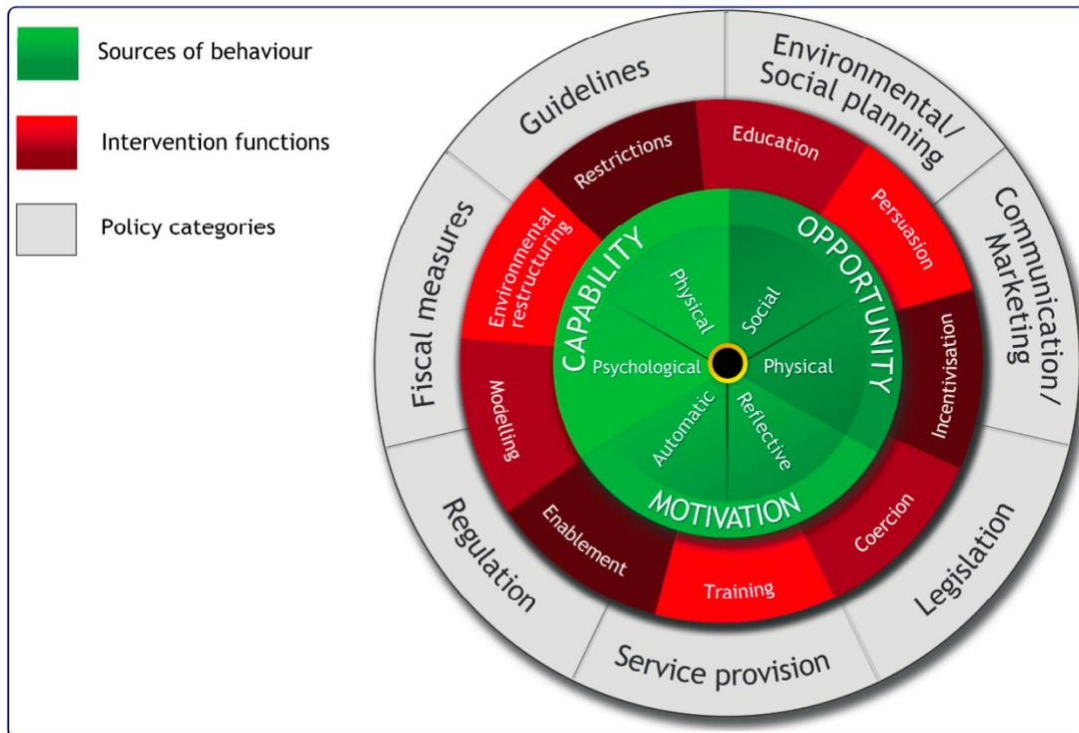 Sources of behaviour
Intervention functions
Policy categories
Guidelines
Environmental/
Social planning
Communication/
Marketing
Legislation
Service provision
Regulation
Fiscal measures
Restrictions
Education
Persuasion
Incentivisation
Coercion
Training
Enablement
Modelling
Environmental
restructuring
CAPABILITY
OPPORTUNITY
MOTIVATION
Physical
Social
Psychological
Physical
Automatic
Reflective